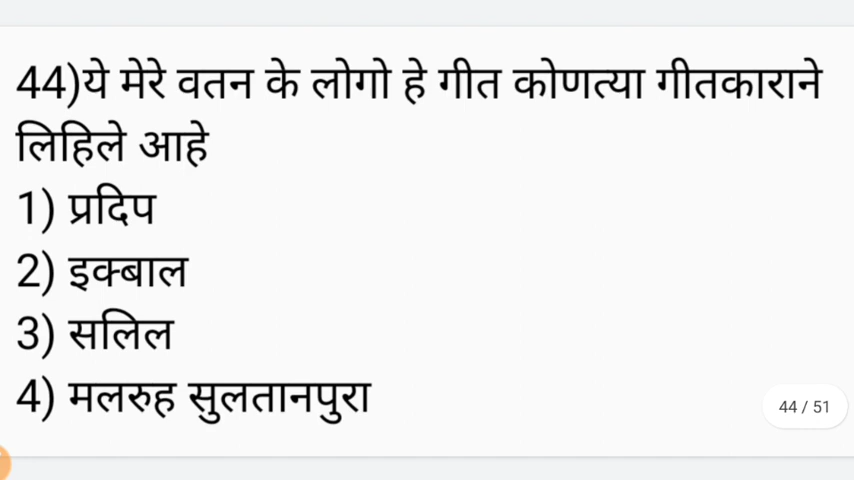 44)ये मेरे वतन के लोगो हे गीत कोणत्या गीतकाराने
लिहिले आहे
1) प्रदिप
2) इक्बाल
3) सलिल
4) मलरुह सुलतानपुरा
44 / 51